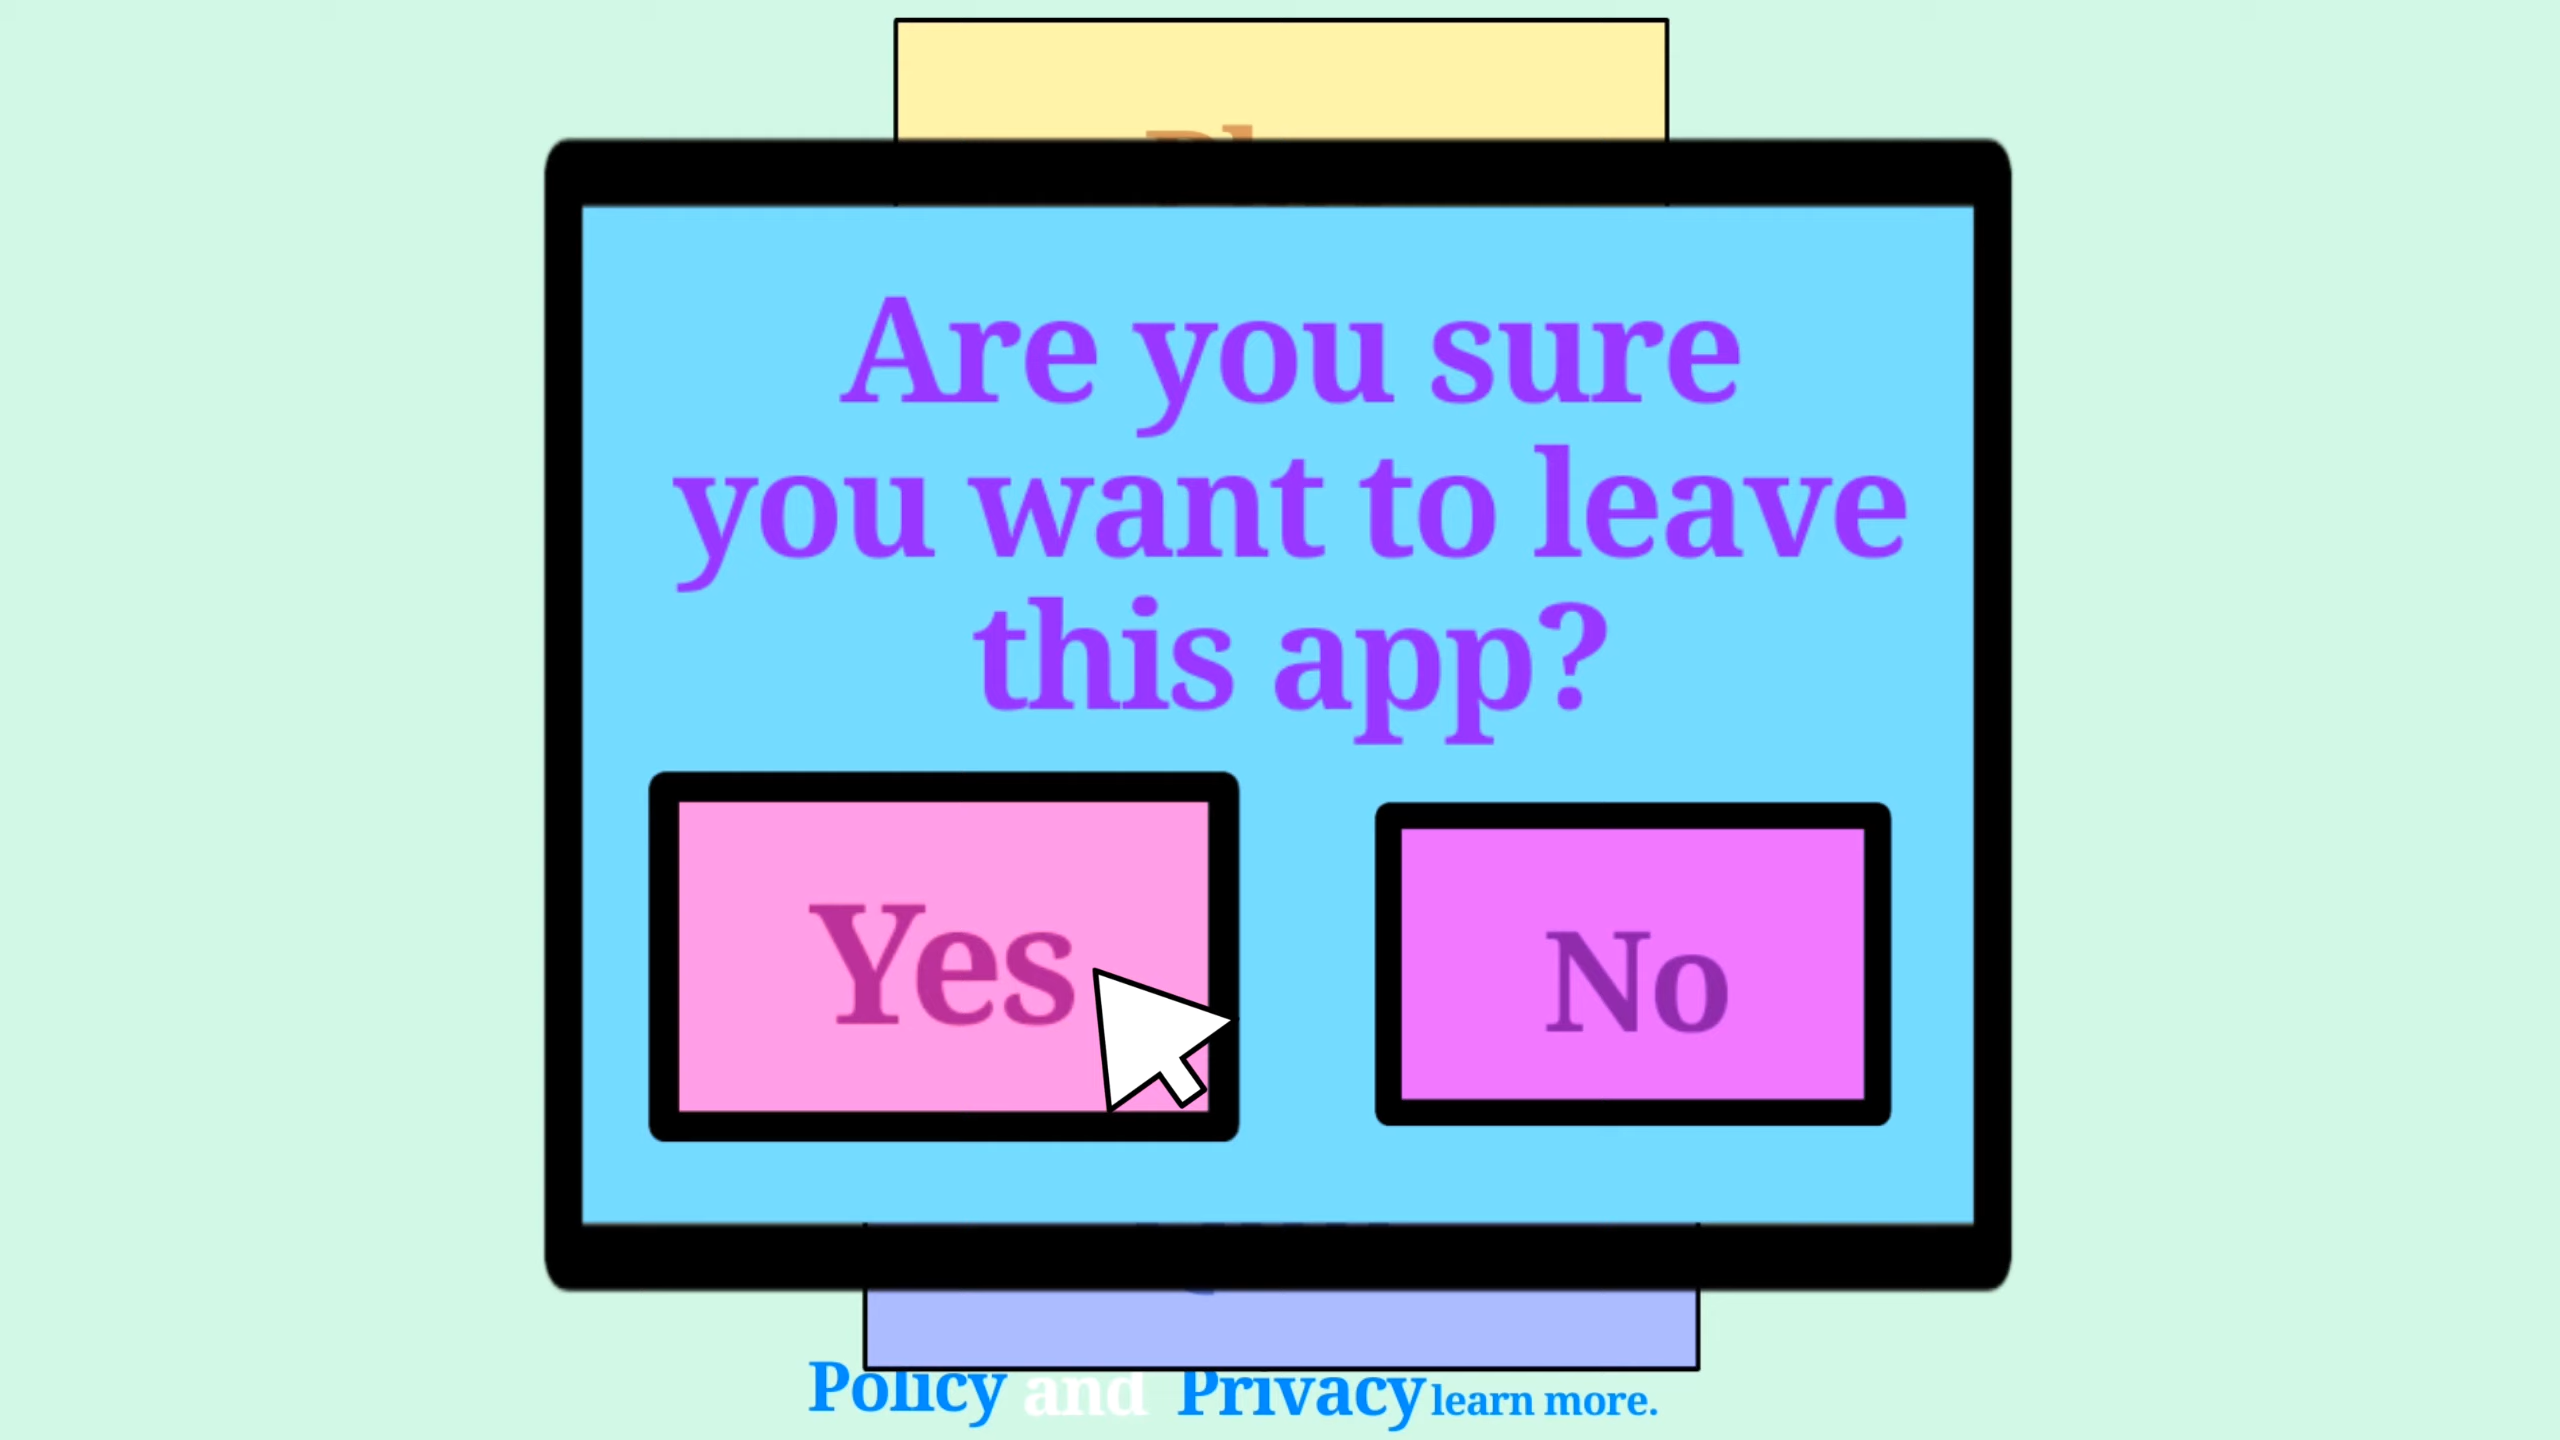 Are you sure
you want to leave
this app?
Yes
No
Policy and Privacy learn more.